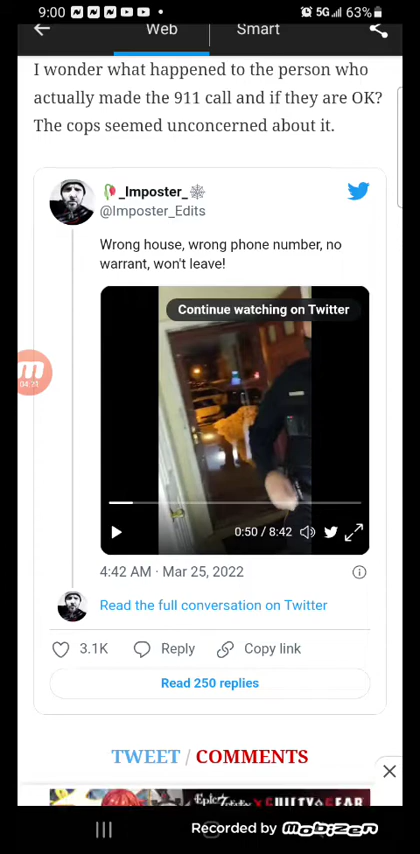 9:00
5G
63%
Web
Smart
I wonder what happened to the person who
actually made the 911 call and if they are OK?
The cops seemed unconcerned about it.
_Imposter_
@Imposter_Edits
Wrong house, wrong phone number, no
warrant, won't leave!
Continue watching on Twitter
0:50 / 8:42
4:42 AM · Mar 25, 2022
Read the full conversation on Twitter
3.1K
Reply
Copy link
Read 250 replies
TWEET / COMMENTS
Recorded by mobizen